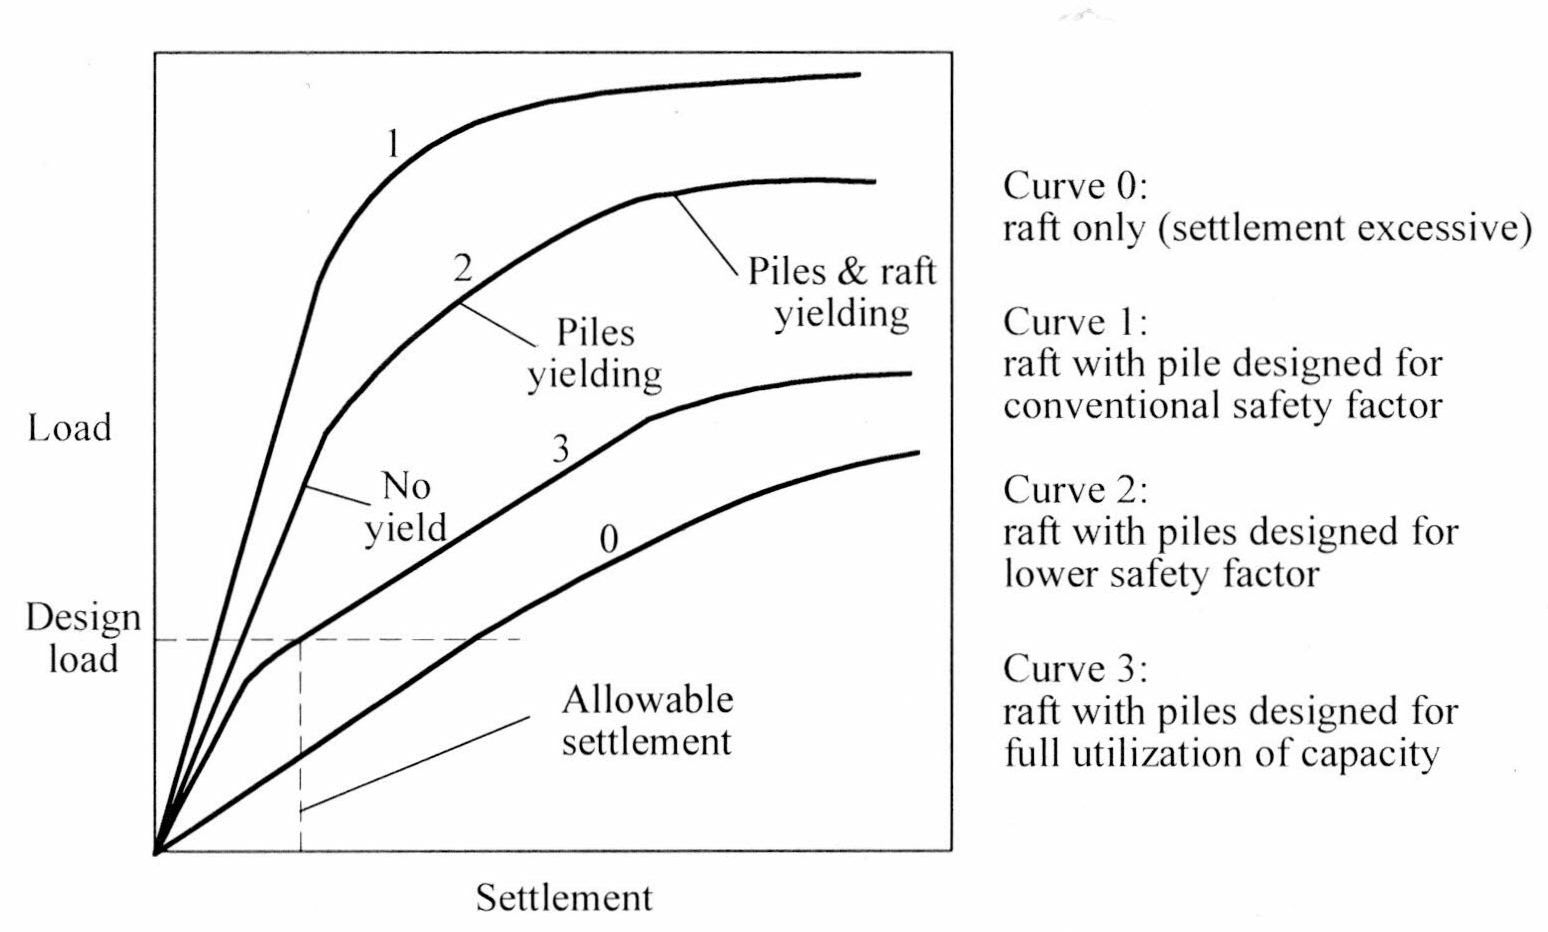 1
2
Piles & raft
yielding
Piles
yielding
3
No
yield
0
Load
Design
load
Allowable
settlement
Settlement
Curve 0:
raft only (settlement excessive)
Curve 1:
raft with pile designed for
conventional safety factor
Curve 2:
raft with piles designed for
lower safety factor
Curve 3:
raft with piles designed for
full utilization of capacity